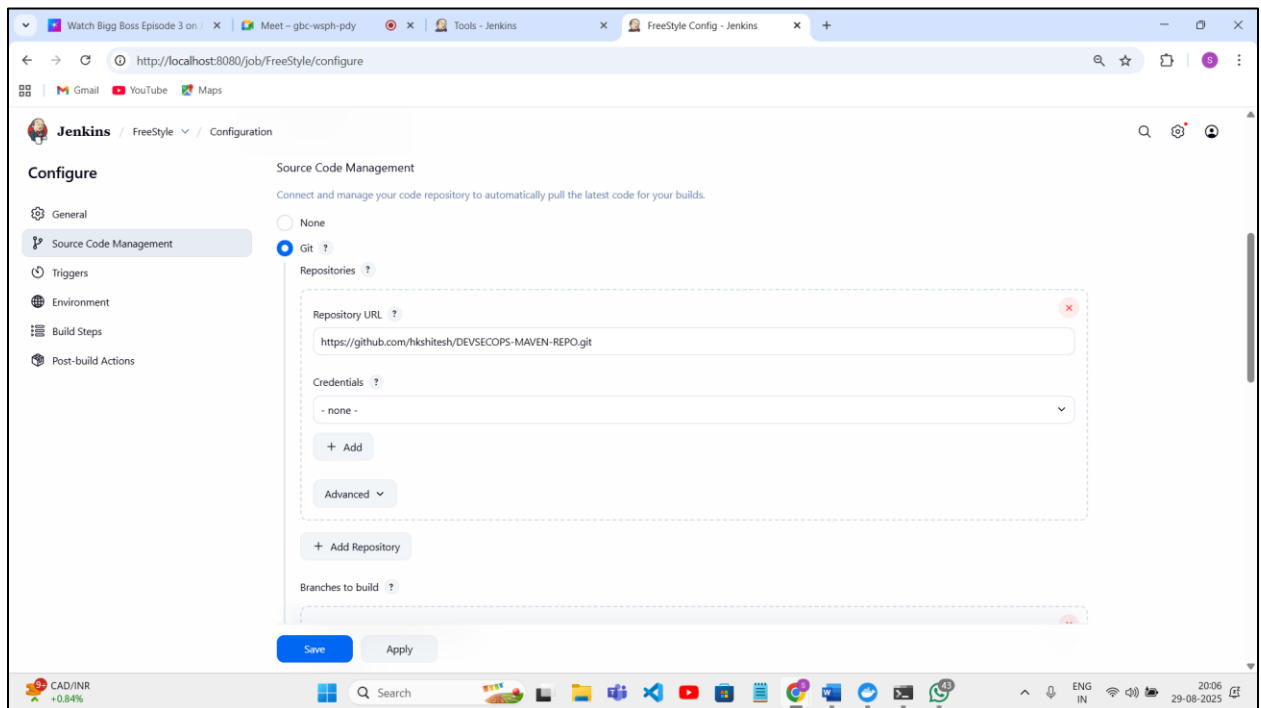 Watch Bigg Boss Episode 3 on
Meet – gbc-wsph-pdy
Tools - Jenkins
FreeStyle Config - Jenkins
http://localhost:8080/job/FreeStyle/configure
S
Gmail
YouTube
Maps
Jenkins / FreeStyle / Configuration
Configure
General
Source Code Management
Triggers
Environment
Build Steps
Post-build Actions
Source Code Management
Connect and manage your code repository to automatically pull the latest code for your builds.
None
Git ?
Repositories ?
Repository URL ?
https://github.com/hkshitesh/DEVSECOPS-MAVEN-REPO.git
Credentials ?
- none -
+ Add
Advanced
+ Add Repository
Branches to build ?
Save
Apply
9+
CAD/INR
+0.84%
Search
S
43
ENG
IN
20:06
29-08-2025